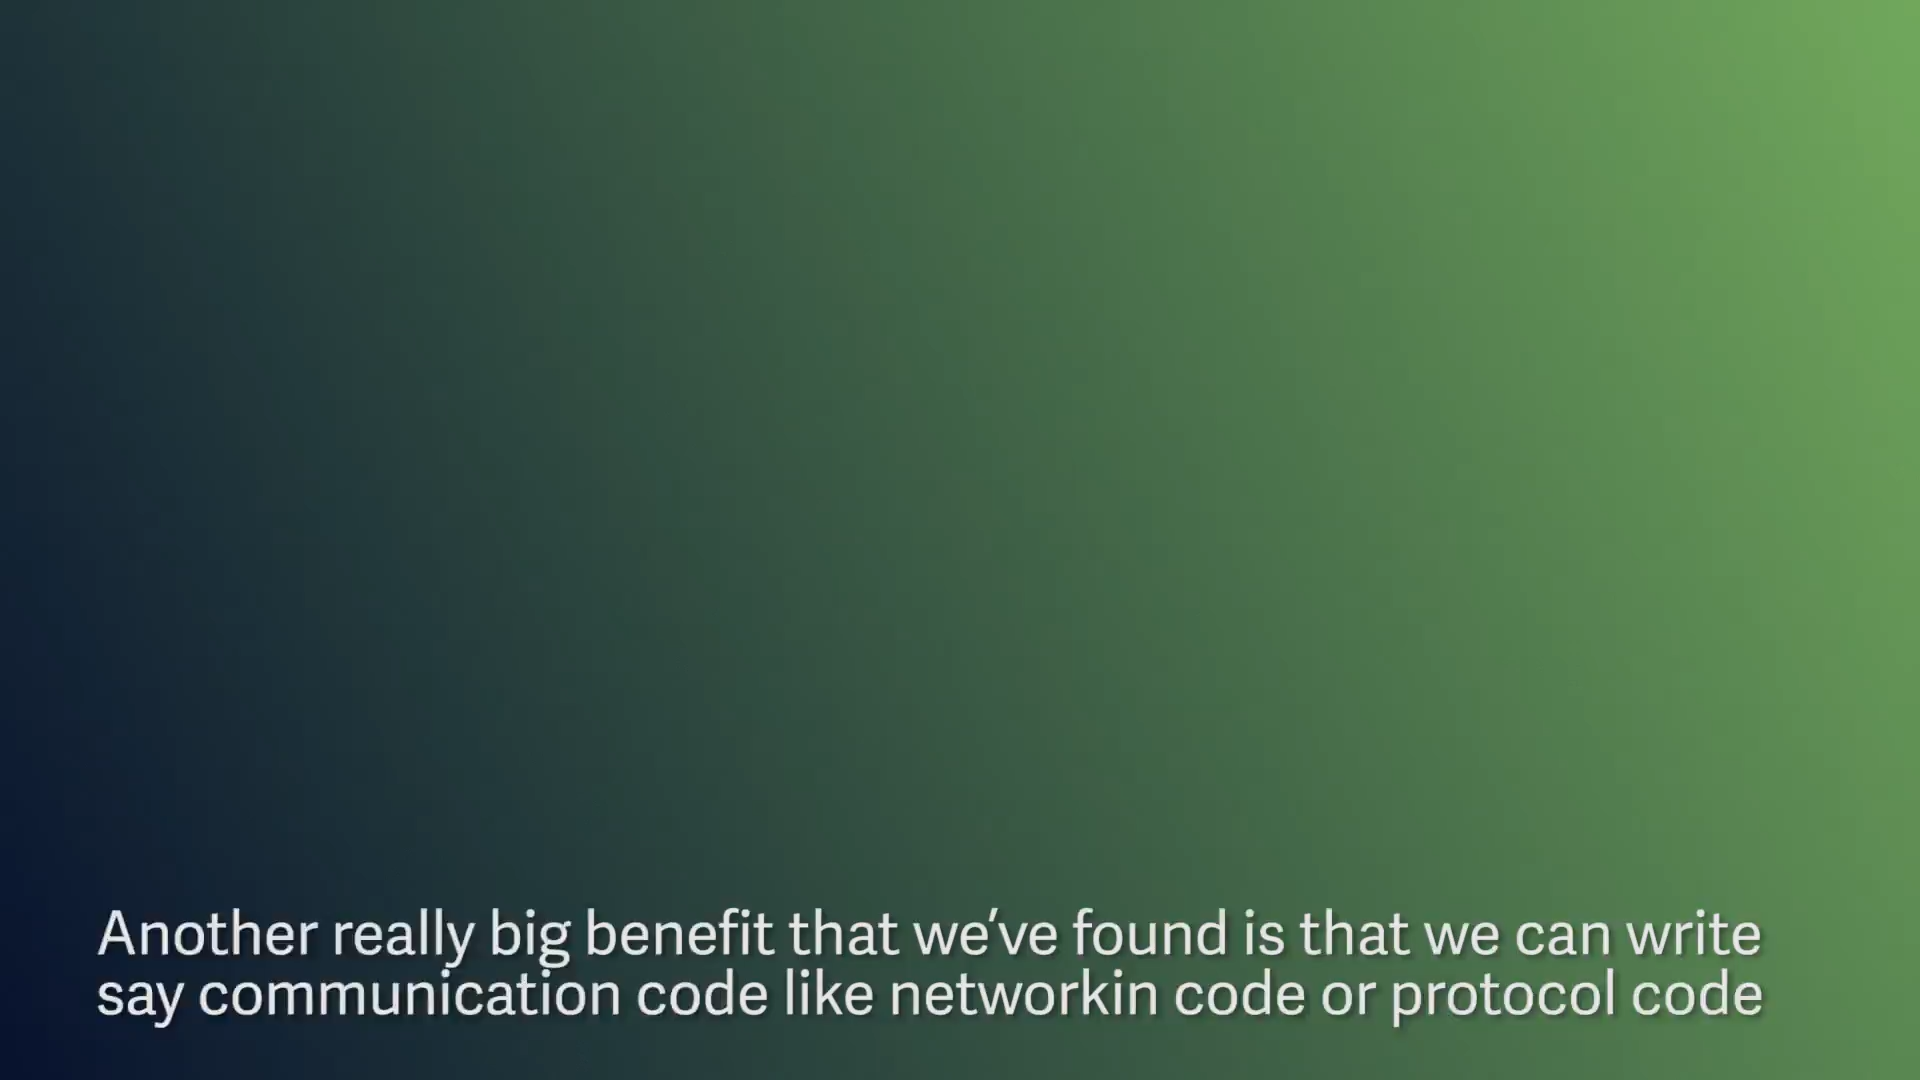 Another really big benefit that we’ve found is that we can write
say communication code like networkin code or protocol code